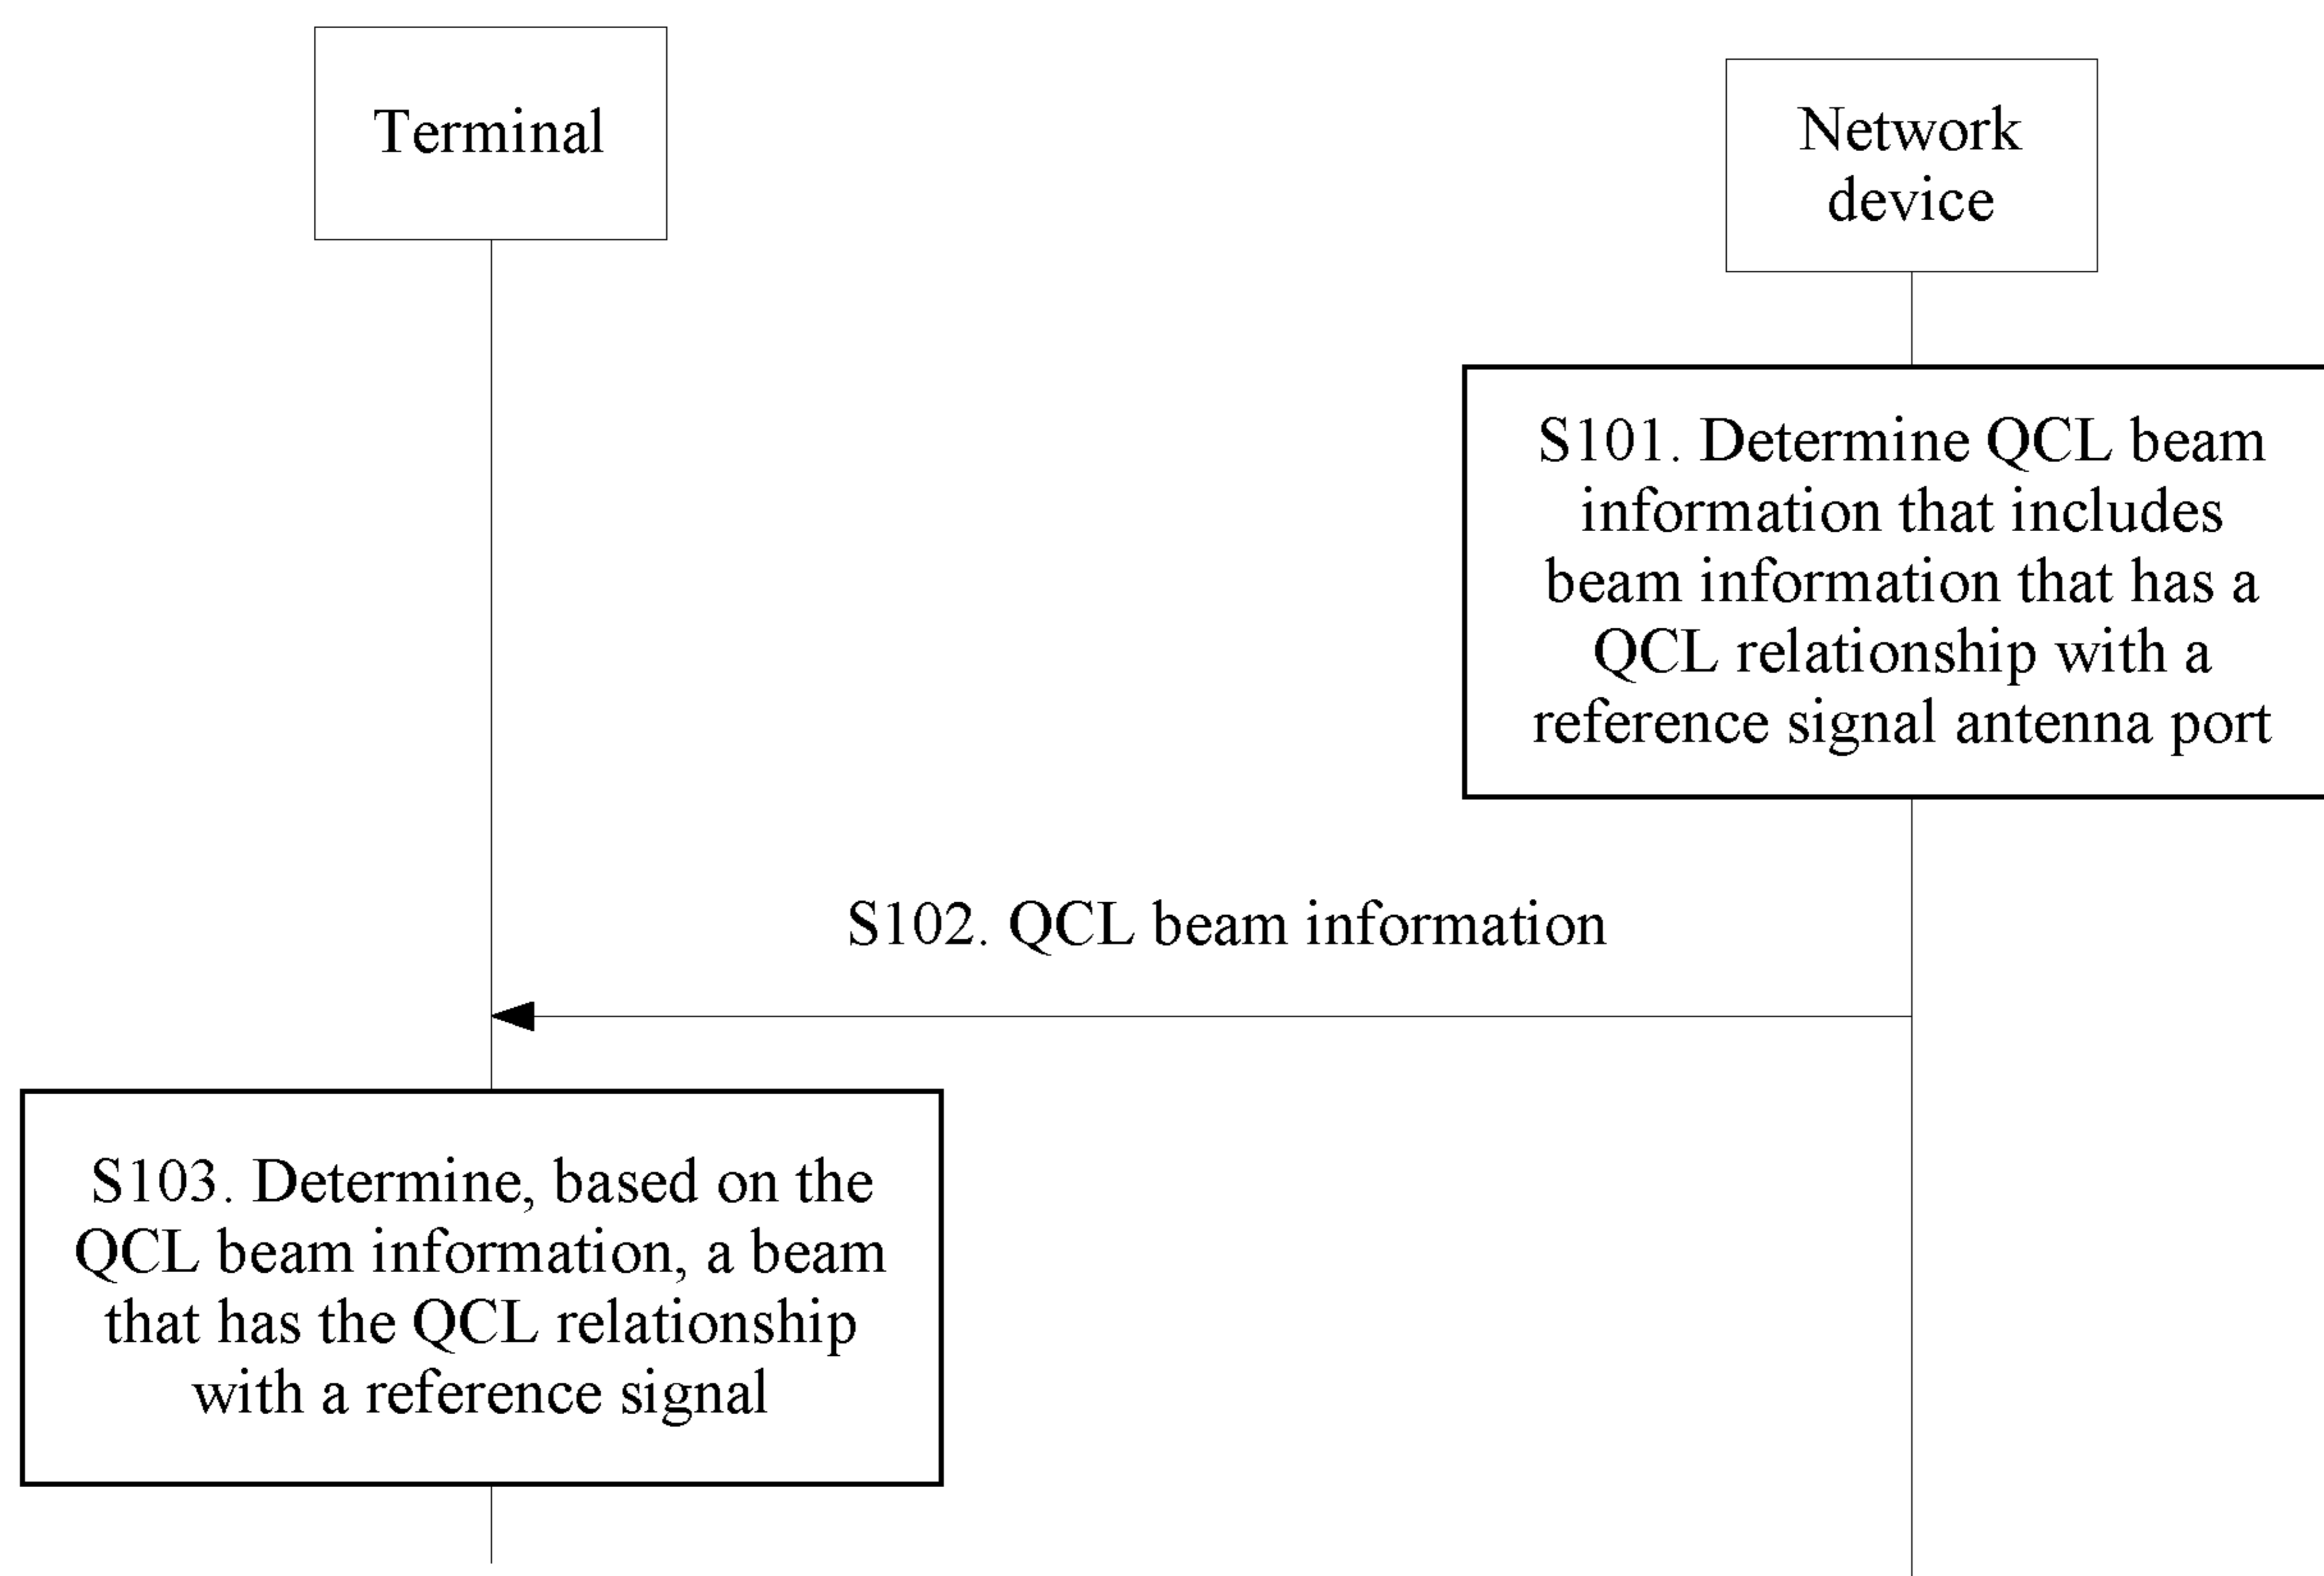 Terminal
Network
device
S101. Determine QCL beam
information that includes
beam information that has a
QCL relationship with a
reference signal antenna port
S102. QCL beam information
S103. Determine, based on the
QCL beam information, a beam
that has the QCL relationship
with a reference signal